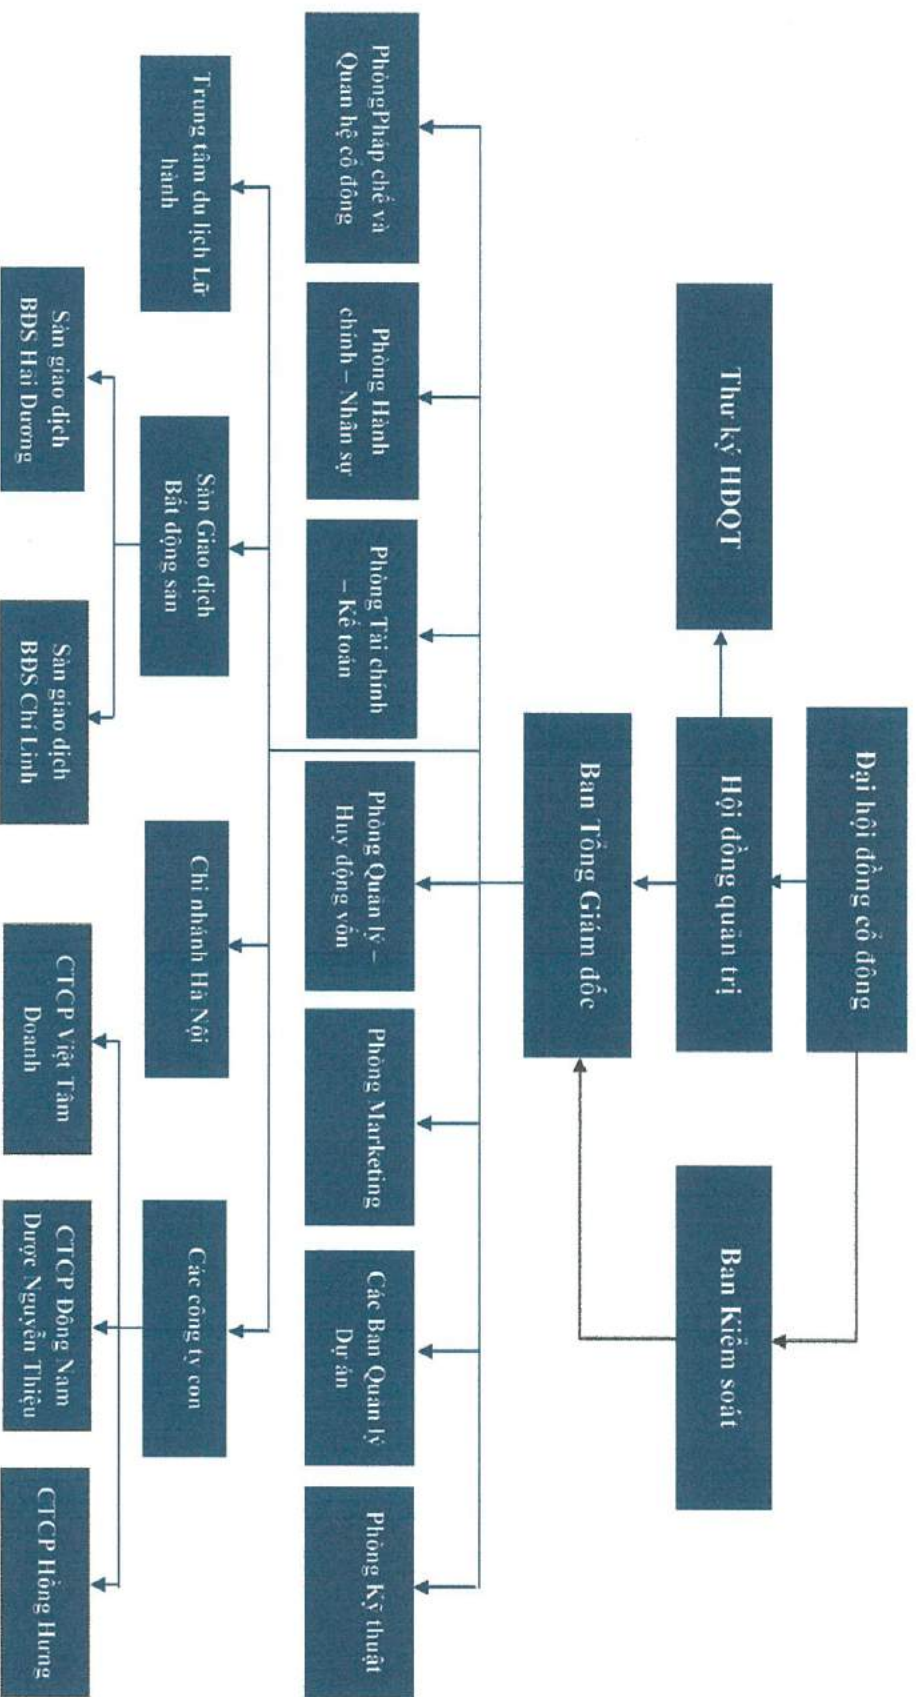 Đại hội đồng cổ đông
Thư ký HĐQT
Hội đồng quản trị
Ban Kiểm soát
Ban Tổng Giám đốc
PhòngPháp chế và
Quan hệ cổ đông
Phòng Hành
chính – Nhân sự
Phòng Tài chính
– Kế toán
Phòng Quản lý –
Huy động vốn
Phòng Marketing
Các Ban Quản lý
Dự án
Phòng Kỹ thuật
Trung tâm du lịch Lữ
hành
Sàn Giao dịch
Bất động sản
Chi nhánh Hà Nội
Các công ty con
Sàn giao dịch
BĐS Hải Dương
Sàn giao dịch
BĐS Chí Linh
CTCP Việt Tâm
Doanh
CTCP Đông Nam
Dược Nguyễn Thiệu
CTCP Hồng Hưng